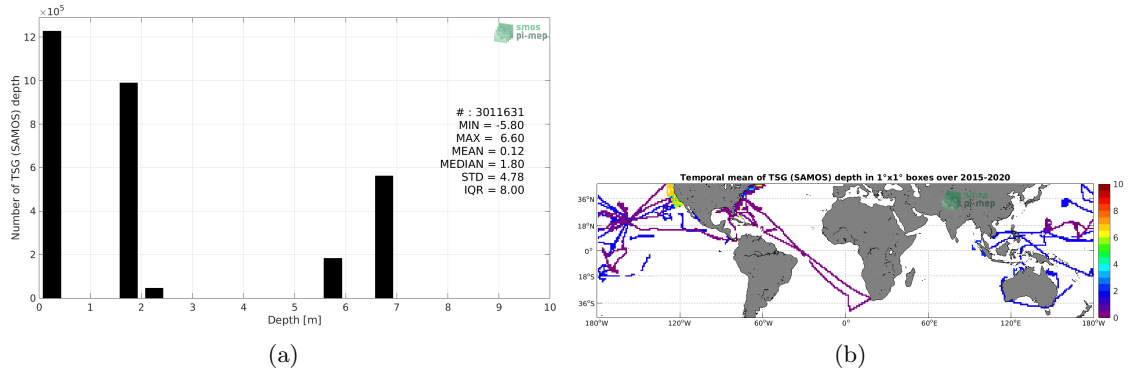 ×10⁵
12
10
8
6
4
2
0
Number of TSG (SAMOS) depth
smos
pi-mep
# : 3011631
MIN = -5.80
MAX = 6.60
MEAN = 0.12
MEDIAN = 1.80
STD = 4.78
IQR = 8.00
0 1 2 3 4 5 6 7 8 9 10
Depth [m]
(a)
Temporal mean of TSG (SAMOS) depth in 1°x1° boxes over 2015-2020
smos
pi-mep
36°N
18°N
0°
18°S
36°S
180°W 120°W 60°W 0° 60°E 120°E 180°W
10
8
6
4
2
0
(b)